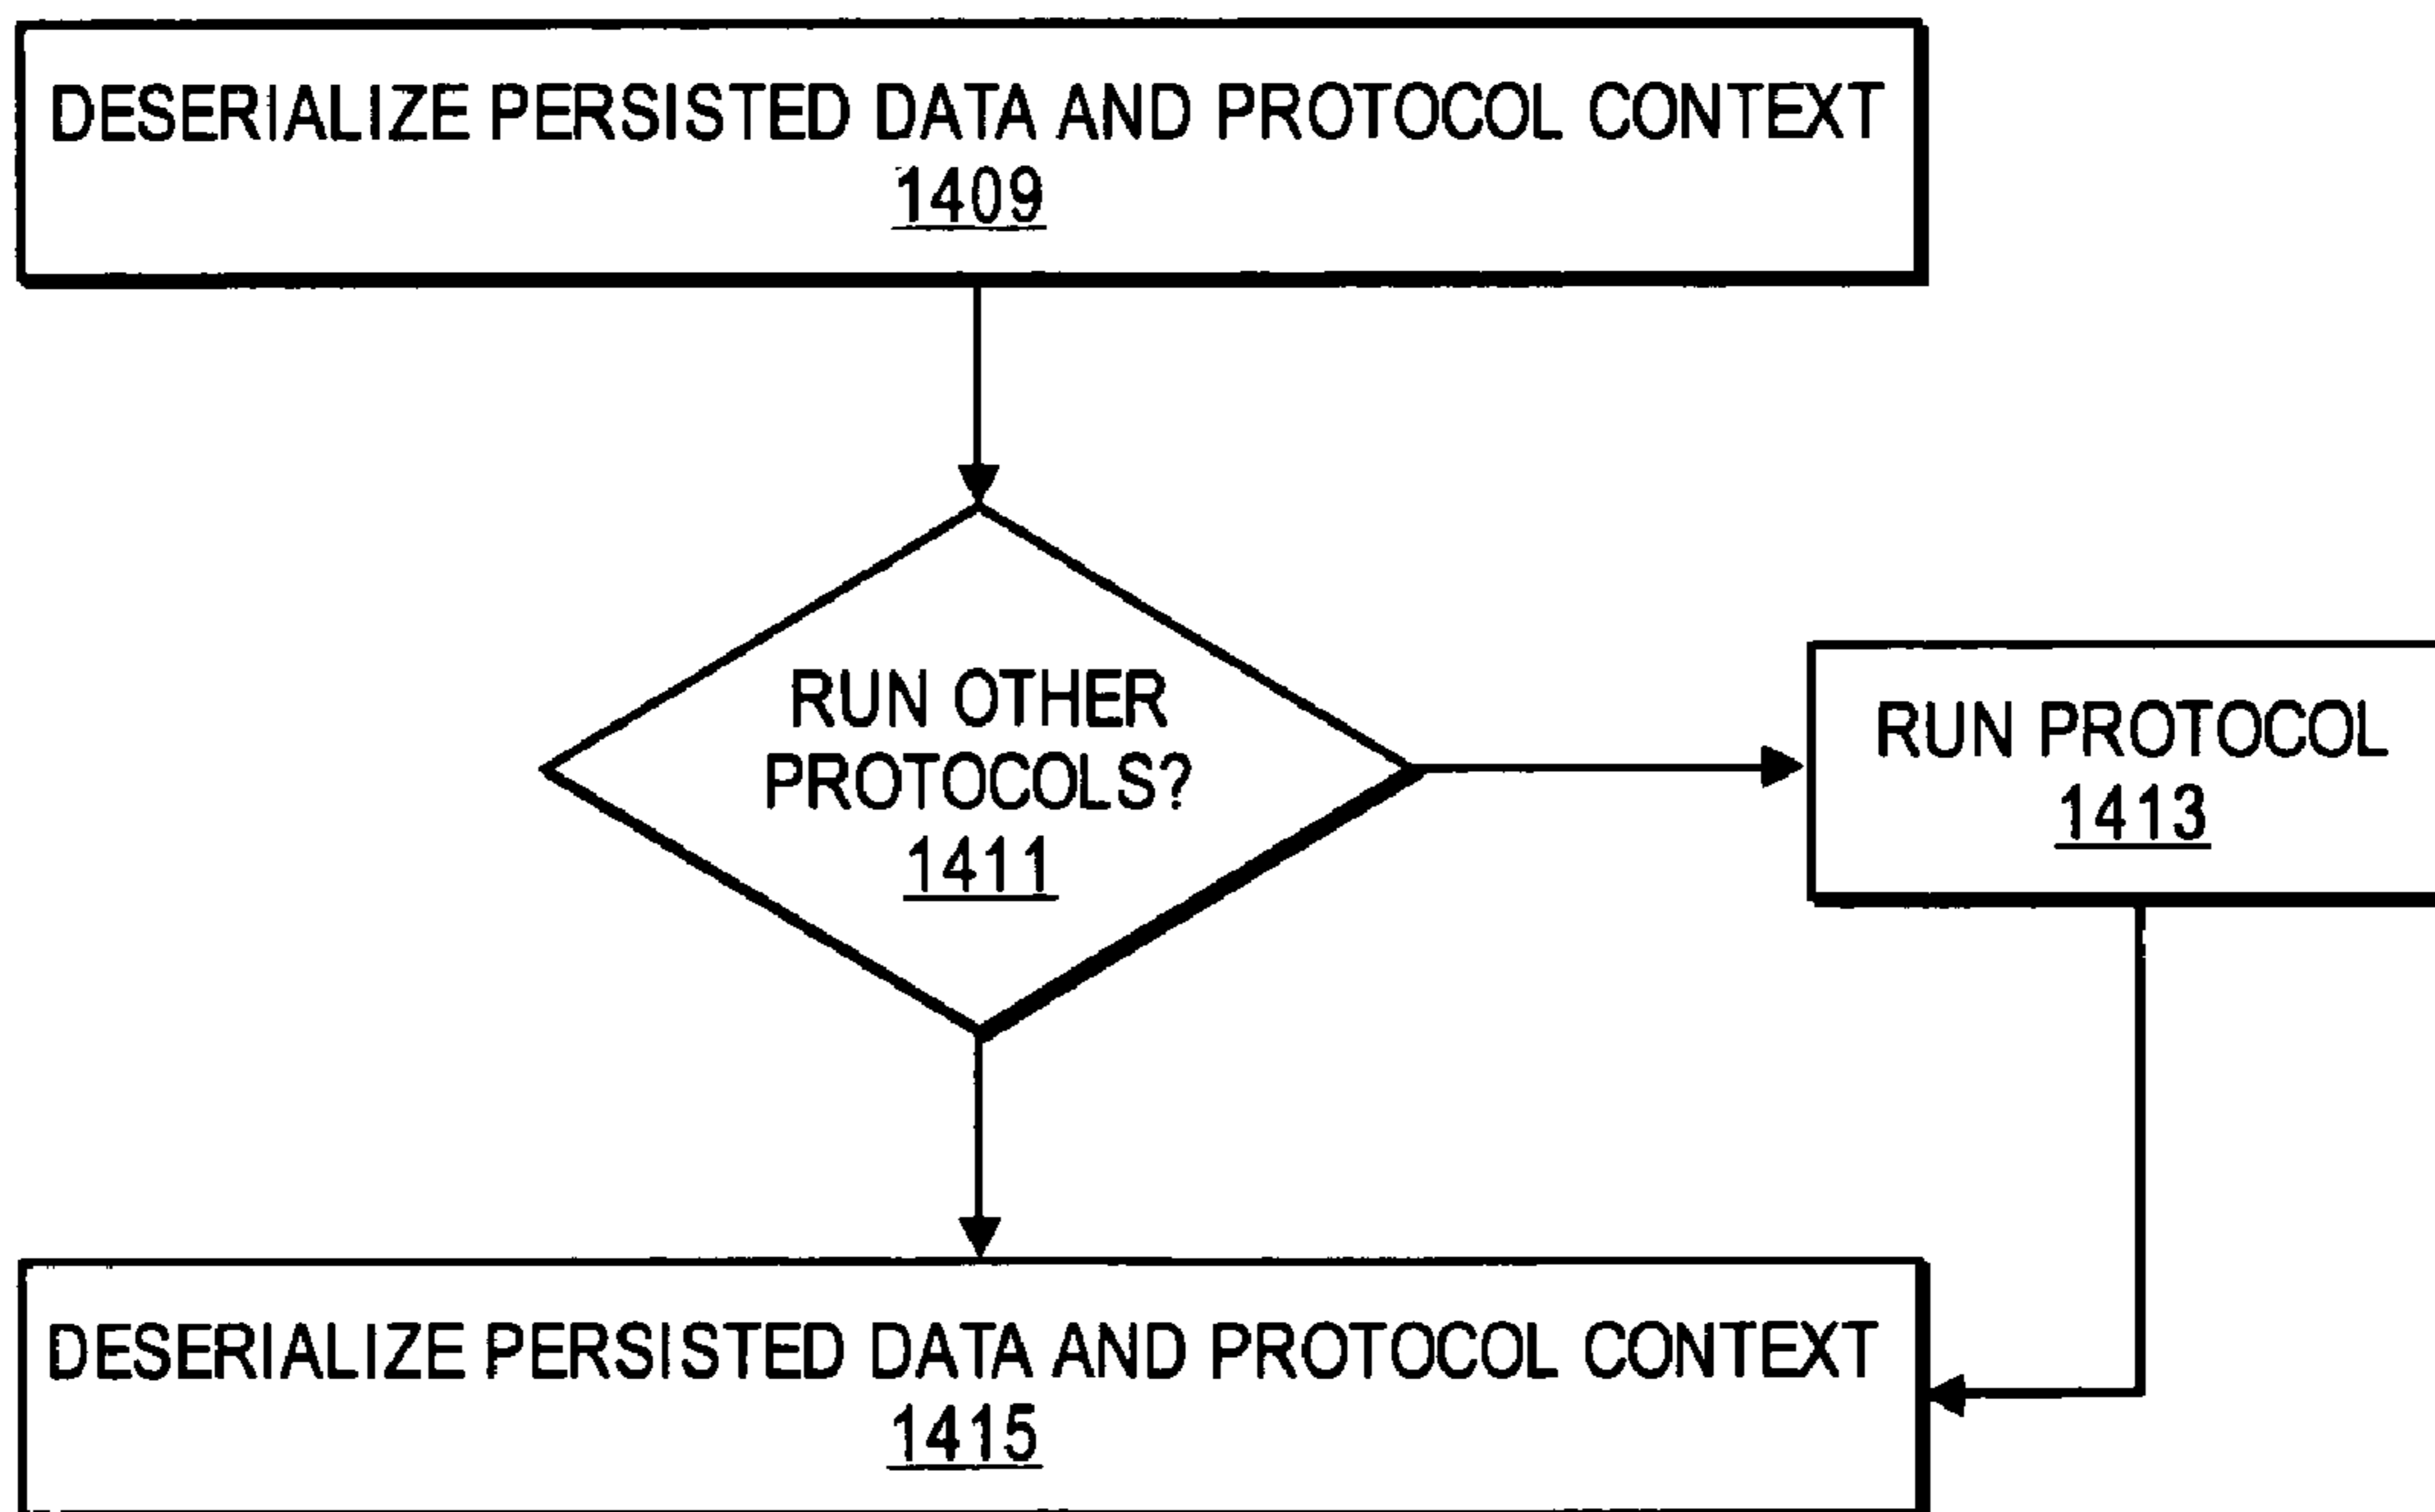 DESERIALIZE PERSISTED DATA AND PROTOCOL CONTEXT
1409
RUN OTHER
PROTOCOLS?
1411
RUN PROTOCOL
1413
DESERIALIZE PERSISTED DATA AND PROTOCOL CONTEXT
1415